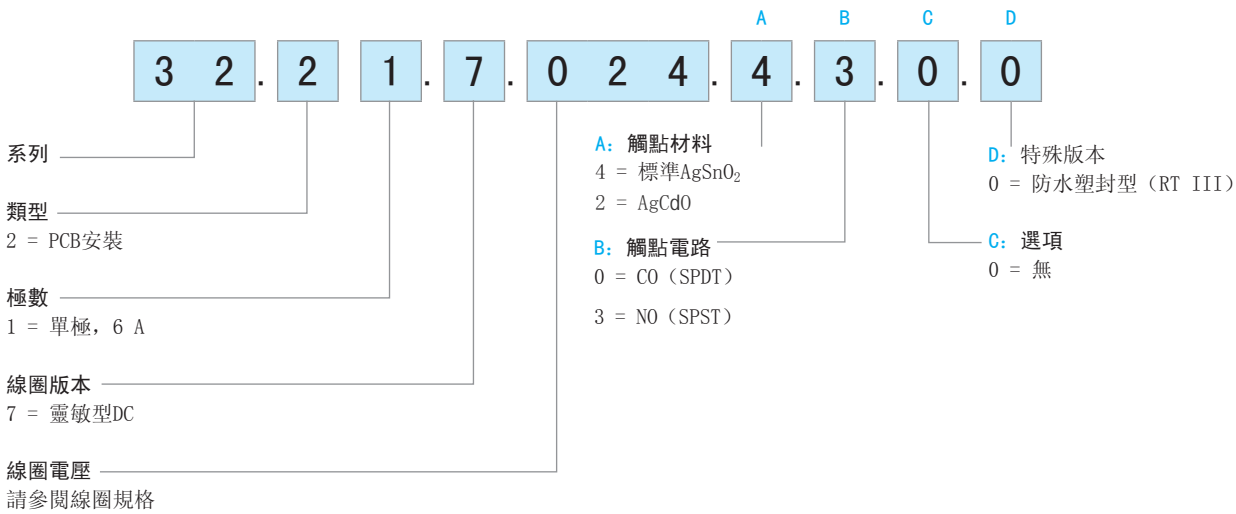 A B C D
3 2 . 2 1 . 7 . 0 2 4 . 4 . 3 . 0 . 0
系列
類型
2 = PCB安裝
極數
1 = 單極，6 A
線圈版本
7 = 靈敏型DC
線圈電壓
請參閱線圈規格
A: 觸點材料
4 = 標準AgSnO₂
2 = AgCdO
B: 觸點電路
0 = CO（SPDT）
3 = NO（SPST）
D: 特殊版本
0 = 防水塑封型（RT III）
C: 選項
0 = 無